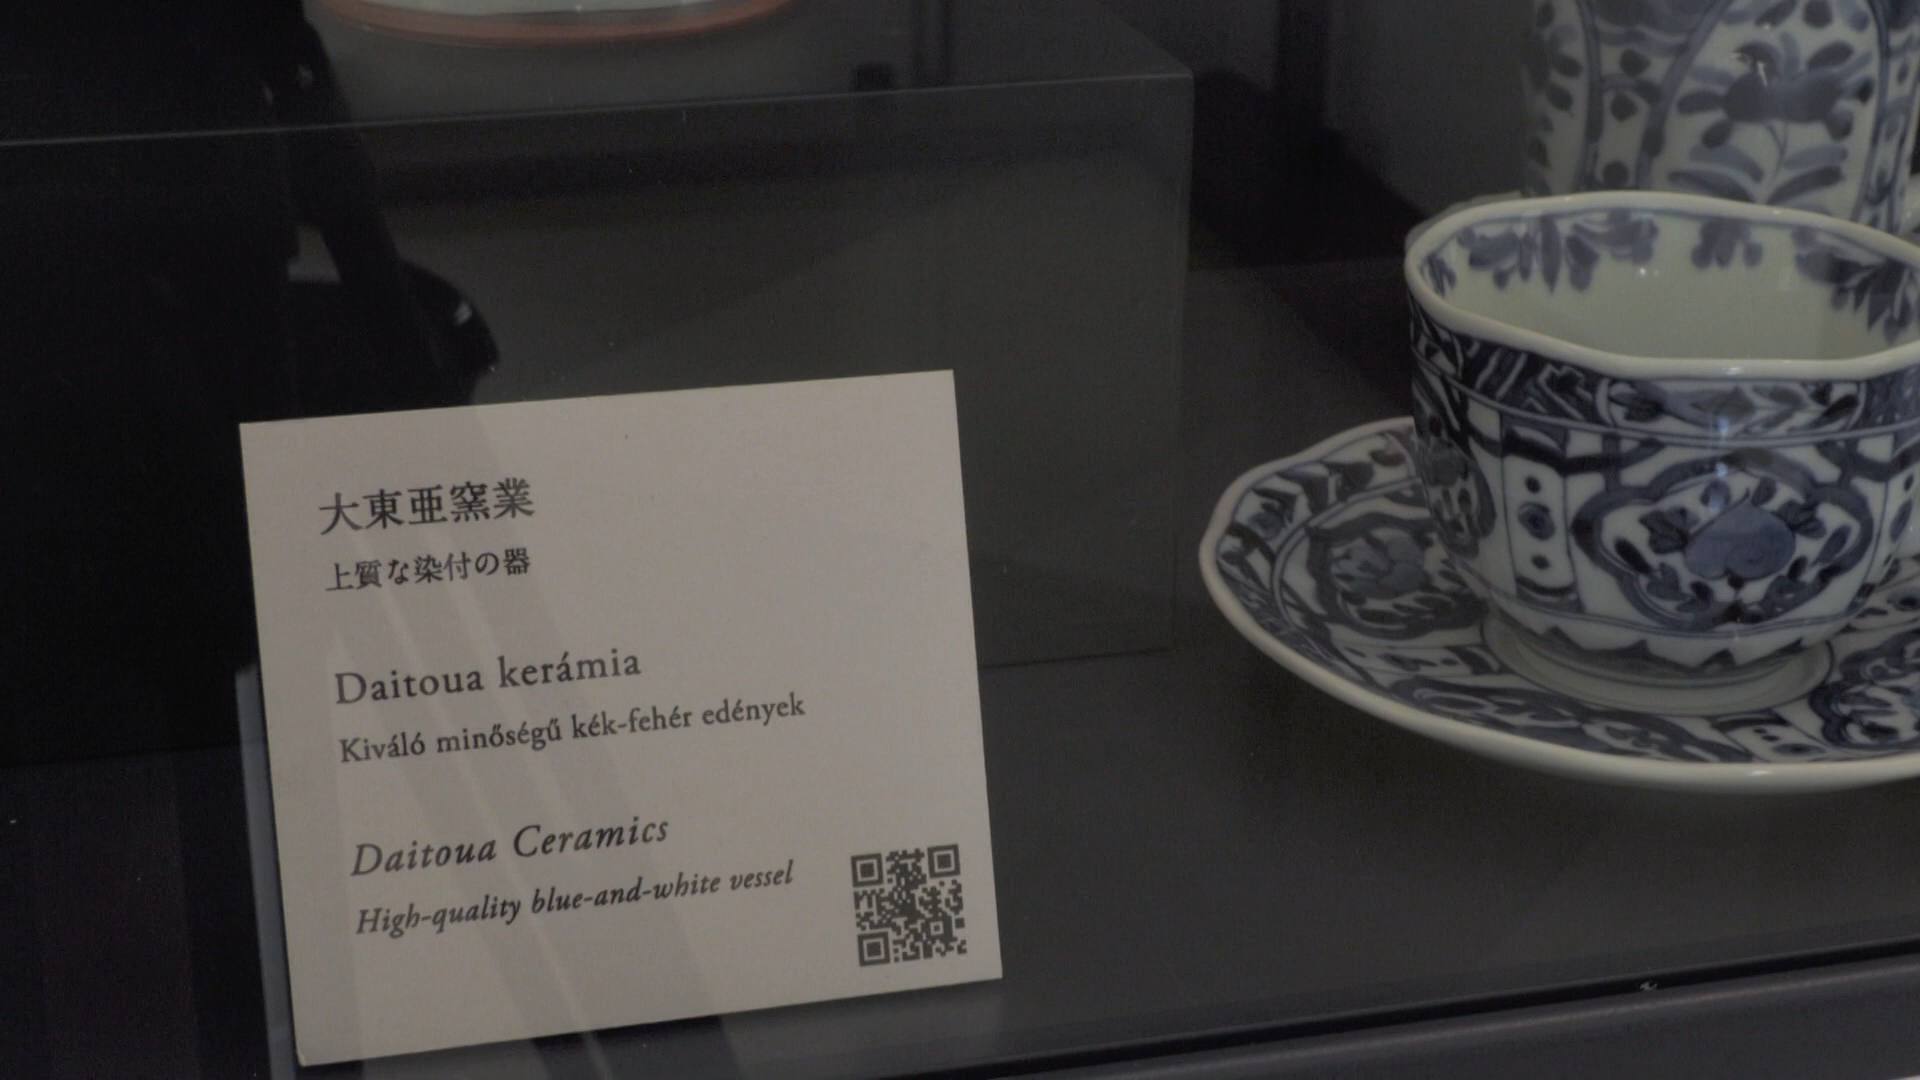 大東亜窯業
上質な染付の器
Daitoua kerámia
Kiváló minőségű kék-fehér edények
Daitoua Ceramics
High-quality blue-and-white vessel